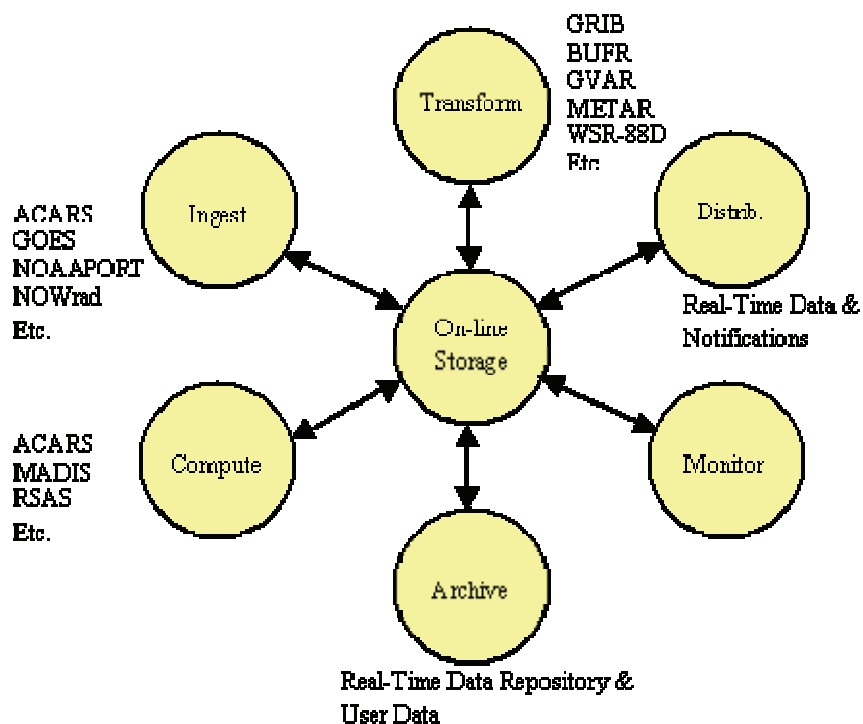 GRIB
BUFR
GVAR
METAR
WSR-88D
Etc
Transform
ACARS
GOES
NOAAPORT
NOWrad
Etc.
Ingest
Distrib.
Real-Time Data &
Notifications
On-line
Storage
ACARS
MADIS
RSAS
Etc.
Compute
Monitor
Archive
Real-Time Data Repository &
User Data